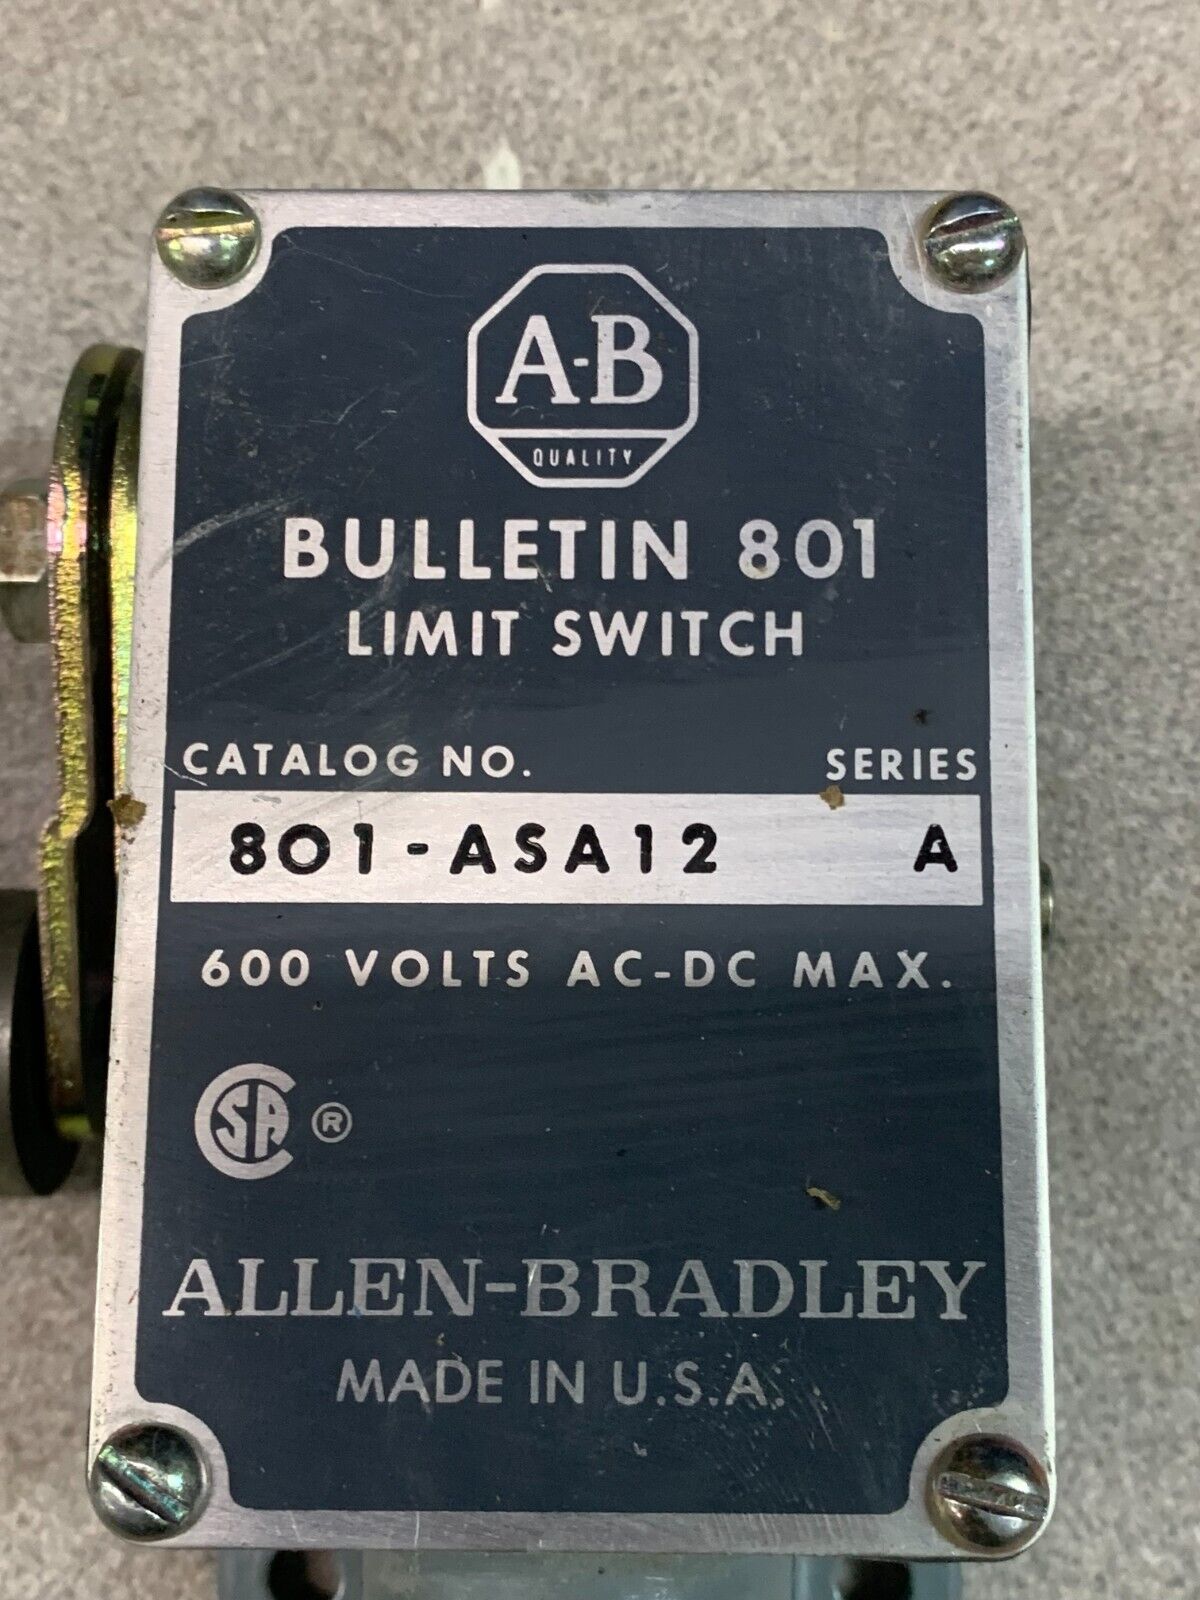 A-B
QUALITY
BULLETIN 801
LIMIT SWITCH
CATALOG NO. SERIES
801-ASA12 A
600 VOLTS AC-DC MAX.
CSA ®
ALLEN-BRADLEY
MADE IN U.S.A.